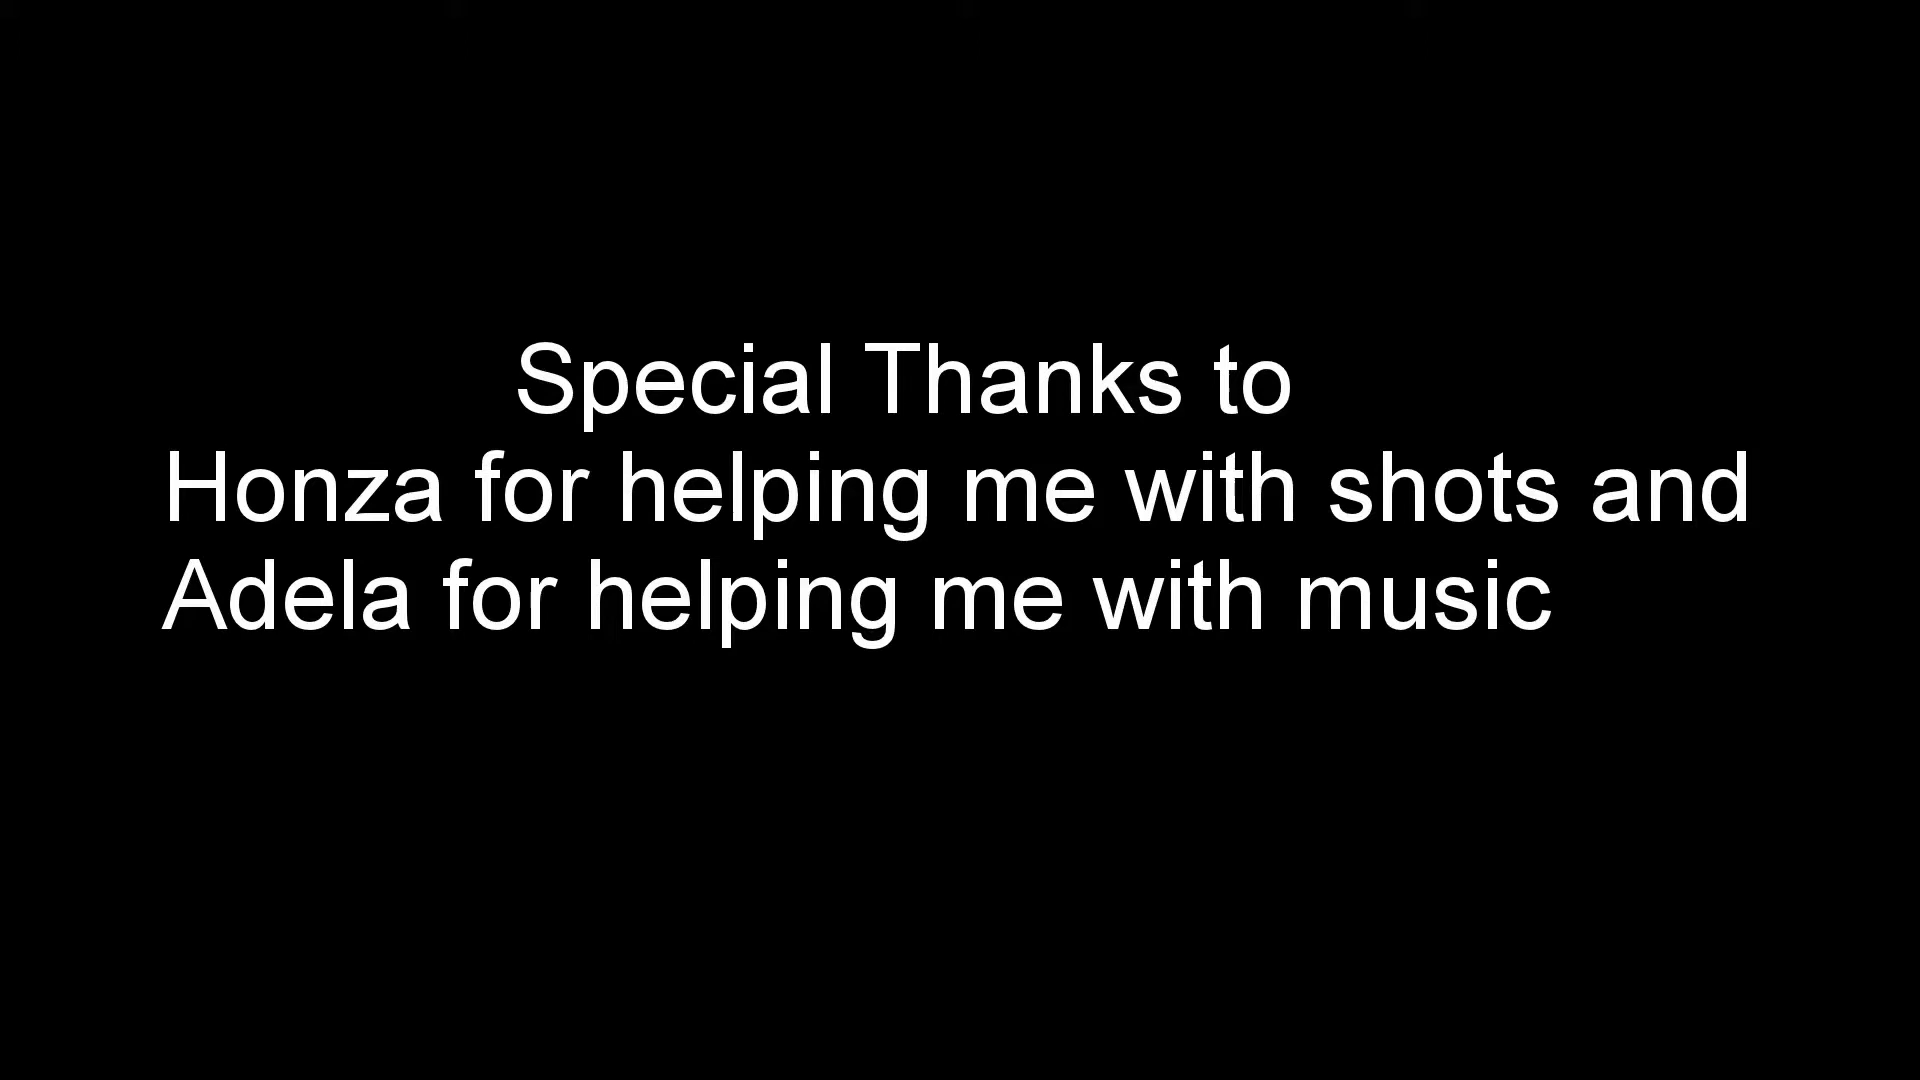 Special Thanks to
Honza for helping me with shots and
Adela for helping me with music